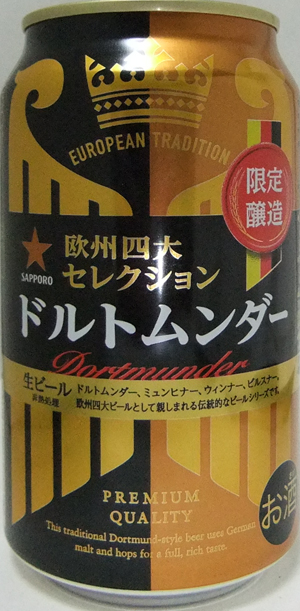 EUROPEAN TRADITION
限定
醸造
SAPPORO
欧州四大
セレクション
ドルトムンダー
Dortmunder
生ビール
非熱処理
ドルトムンダー、ミュンヒナー、ウィンナー、ピルスナー、
欧州四大ビールとして親しまれる伝統的なビールシリーズです。
PREMIUM
QUALITY
お酒
This traditional Dortmund-style beer uses German
malt and hops for a full, rich taste.